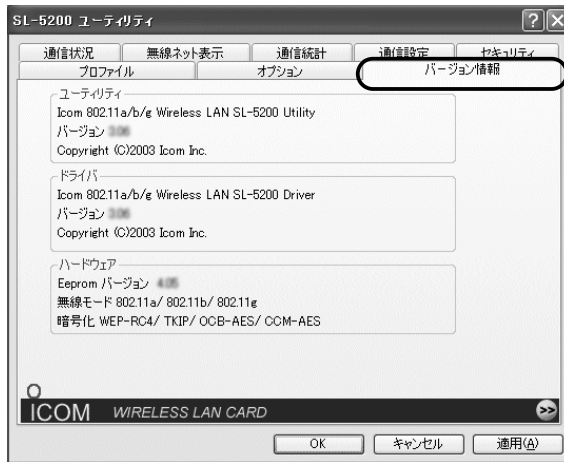 SL-5200 ユーティリティ
通信状況 無線ネット表示 通信統計 通信設定 セキュリティ
プロファイル オプション バージョン情報
ユーティリティ
Icom 802.11a/b/g Wireless LAN SL-5200 Utility
バージョン
Copyright (C)2003 Icom Inc.
ドライバ
Icom 802.11a/b/g Wireless LAN SL-5200 Driver
バージョン
Copyright (C)2003 Icom Inc.
ハードウェア
Eeprom バージョン
無線モード 802.11a/ 802.11b/ 802.11g
暗号化 WEP-RC4/ TKIP/ OCB-AES/ CCM-AES
ICOM WIRELESS LAN CARD
OK キャンセル 適用(A)